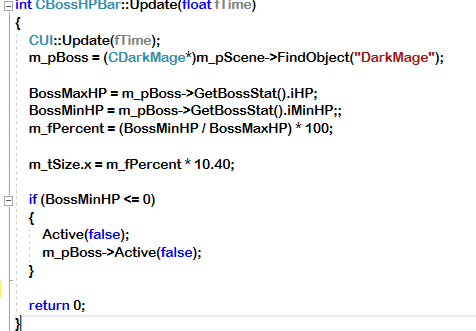 int CBossHPBar::Update(float fTime)
{
CUI::Update(fTime);
m_pBoss = (CDarkMage*)m_pScene->FindObject("DarkMage");
BossMaxHP = m_pBoss->GetBossStat().iHP;
BossMinHP = m_pBoss->GetBossStat().iMinHP;;
m_fPercent = (BossMinHP / BossMaxHP) * 100;
m_tSize.x = m_fPercent * 10.40;
if (BossMinHP <= 0)
{
Active(false);
m_pBoss->Active(false);
}
return 0;
}